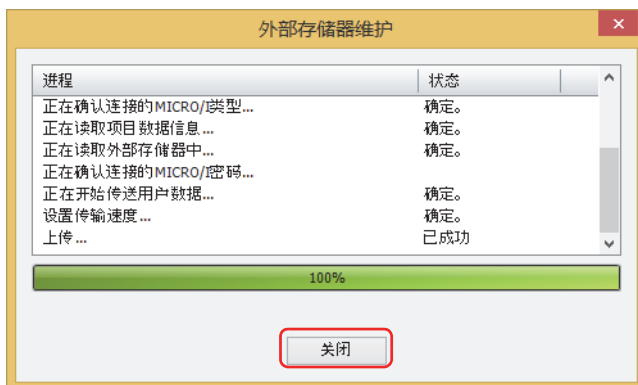 外部存储器维护
进程 状态
正在确认连接的MICRO/I类型... 确定。
正在读取项目数据信息... 确定。
正在读取外部存储器中... 确定。
正在确认连接的MICRO/I密码...
正在开始传送用户数据... 确定。
设置传输速度... 确定。
上传... 已成功
100%
关闭